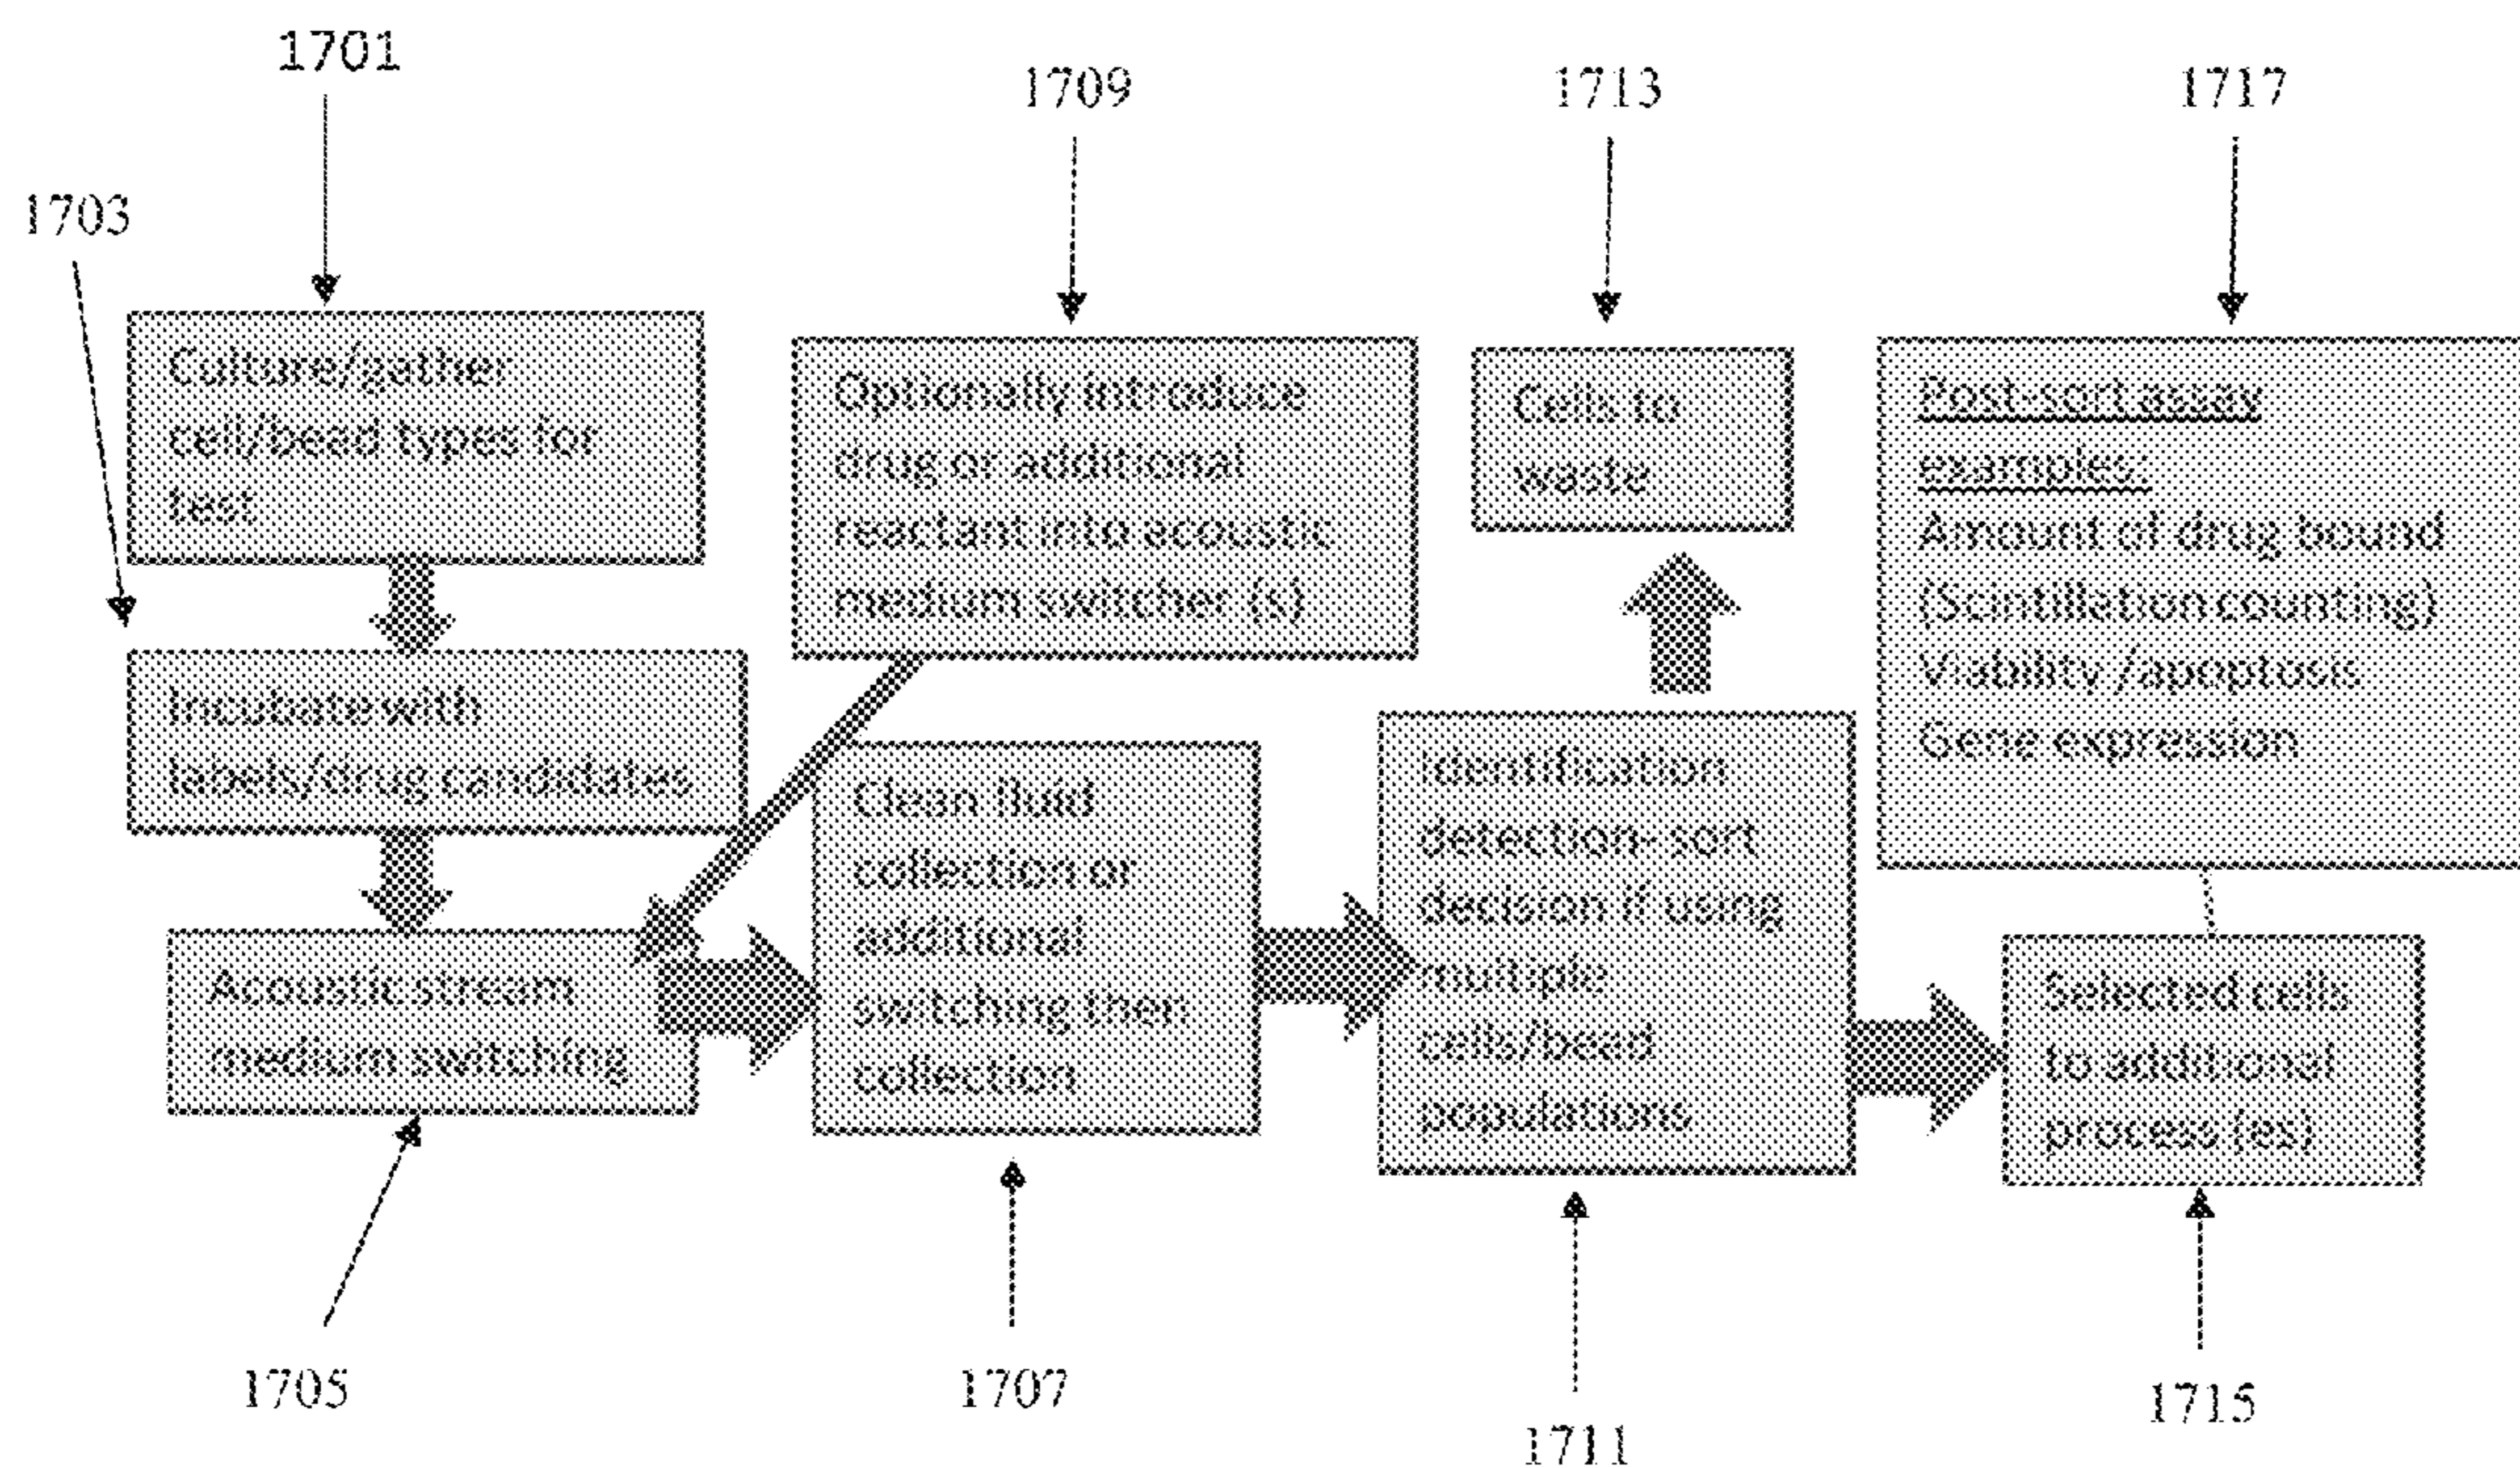 1701
1709
1713
1717
1703
Culture/gather
cell/bead types for
test
Optionally introduce
drug or additional
reactant into acoustic
medium switcher (s)
Cells to
waste
Post-sort assay
examples:
Amount of drug bound
(Scintillation counting)
Viability /apoptosis
Gene expression
Incubate with
labels/drug candidates
Clean fluid
collection or
additional
switching then
collection
Identification
detection- sort
decision if using
multiple
cells/bead
populations
Acoustic stream
medium switching
Selected cells
to additional
process (es)
1705
1707
1711
1715